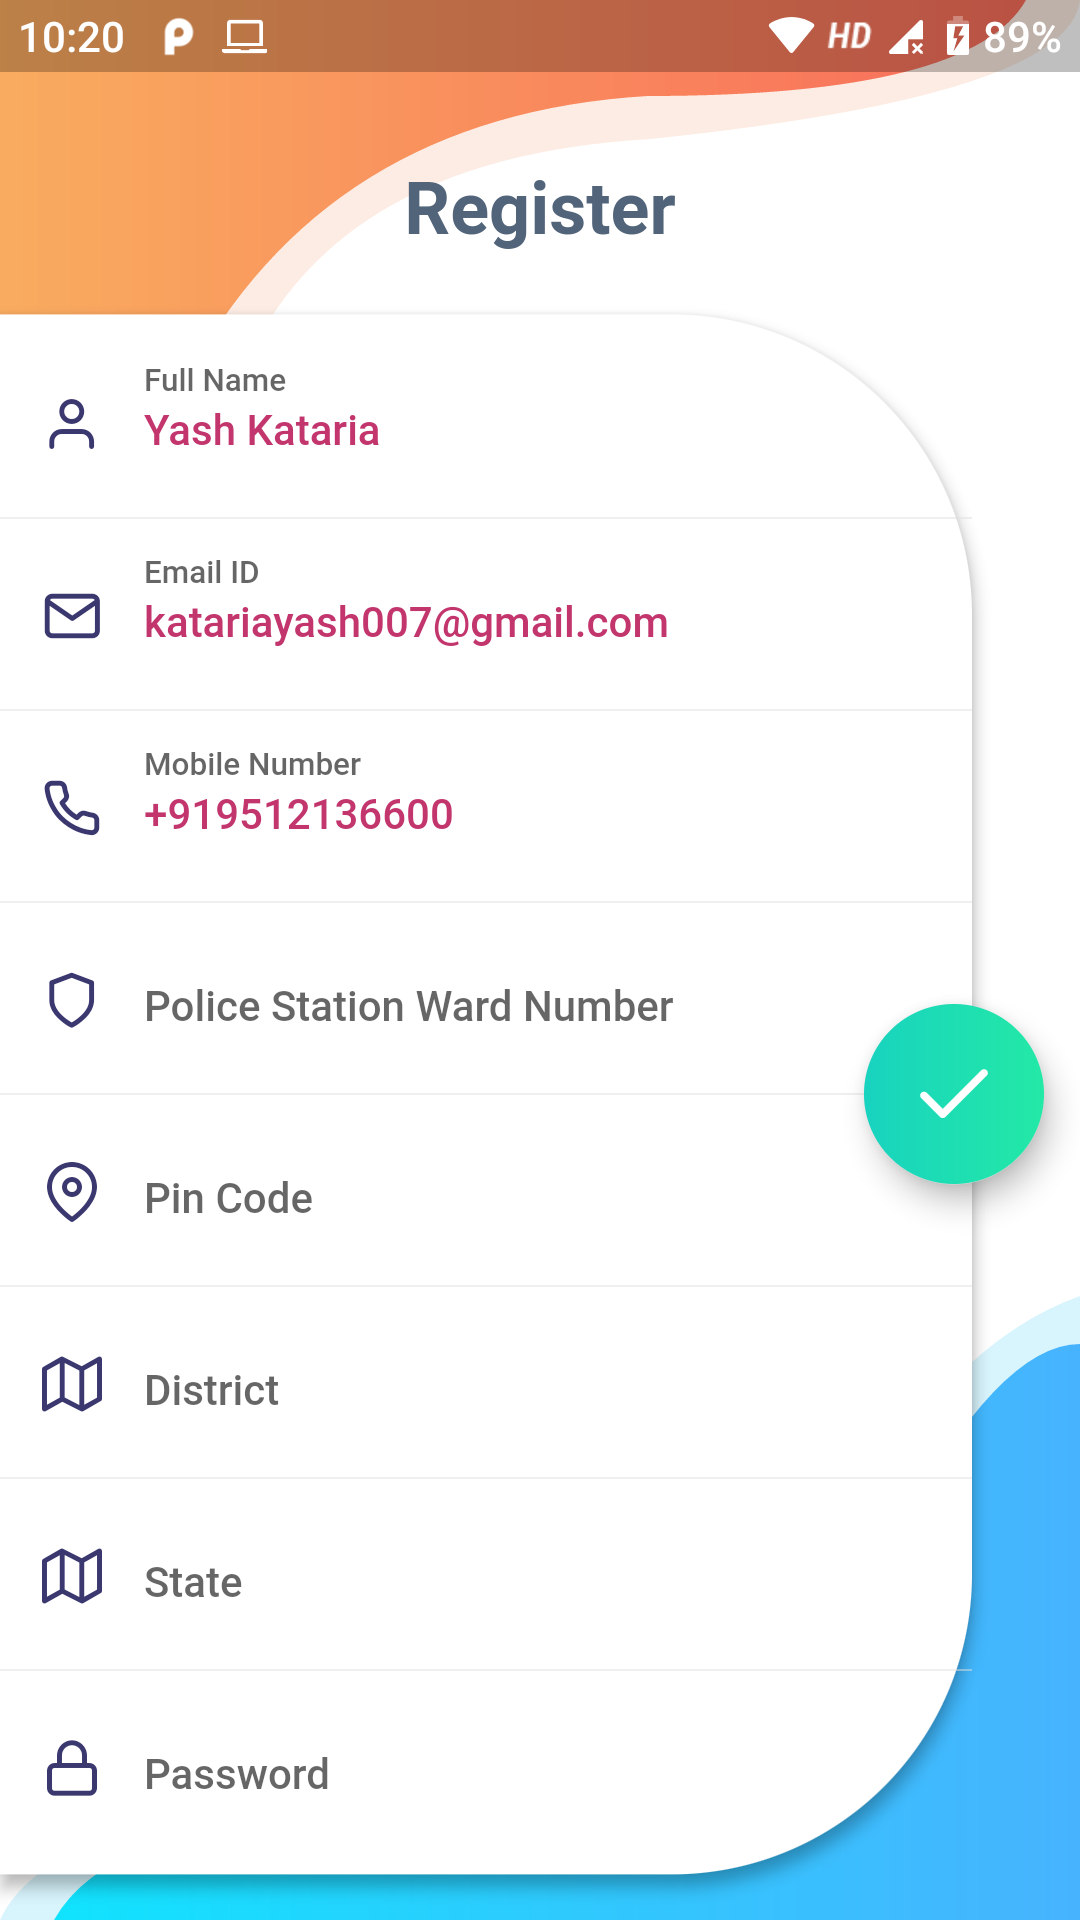 10:20 HD 89%
Register
Full Name
Yash Kataria
Email ID
katariayash007@gmail.com
Mobile Number
+919512136600
Police Station Ward Number
Pin Code
District
State
Password